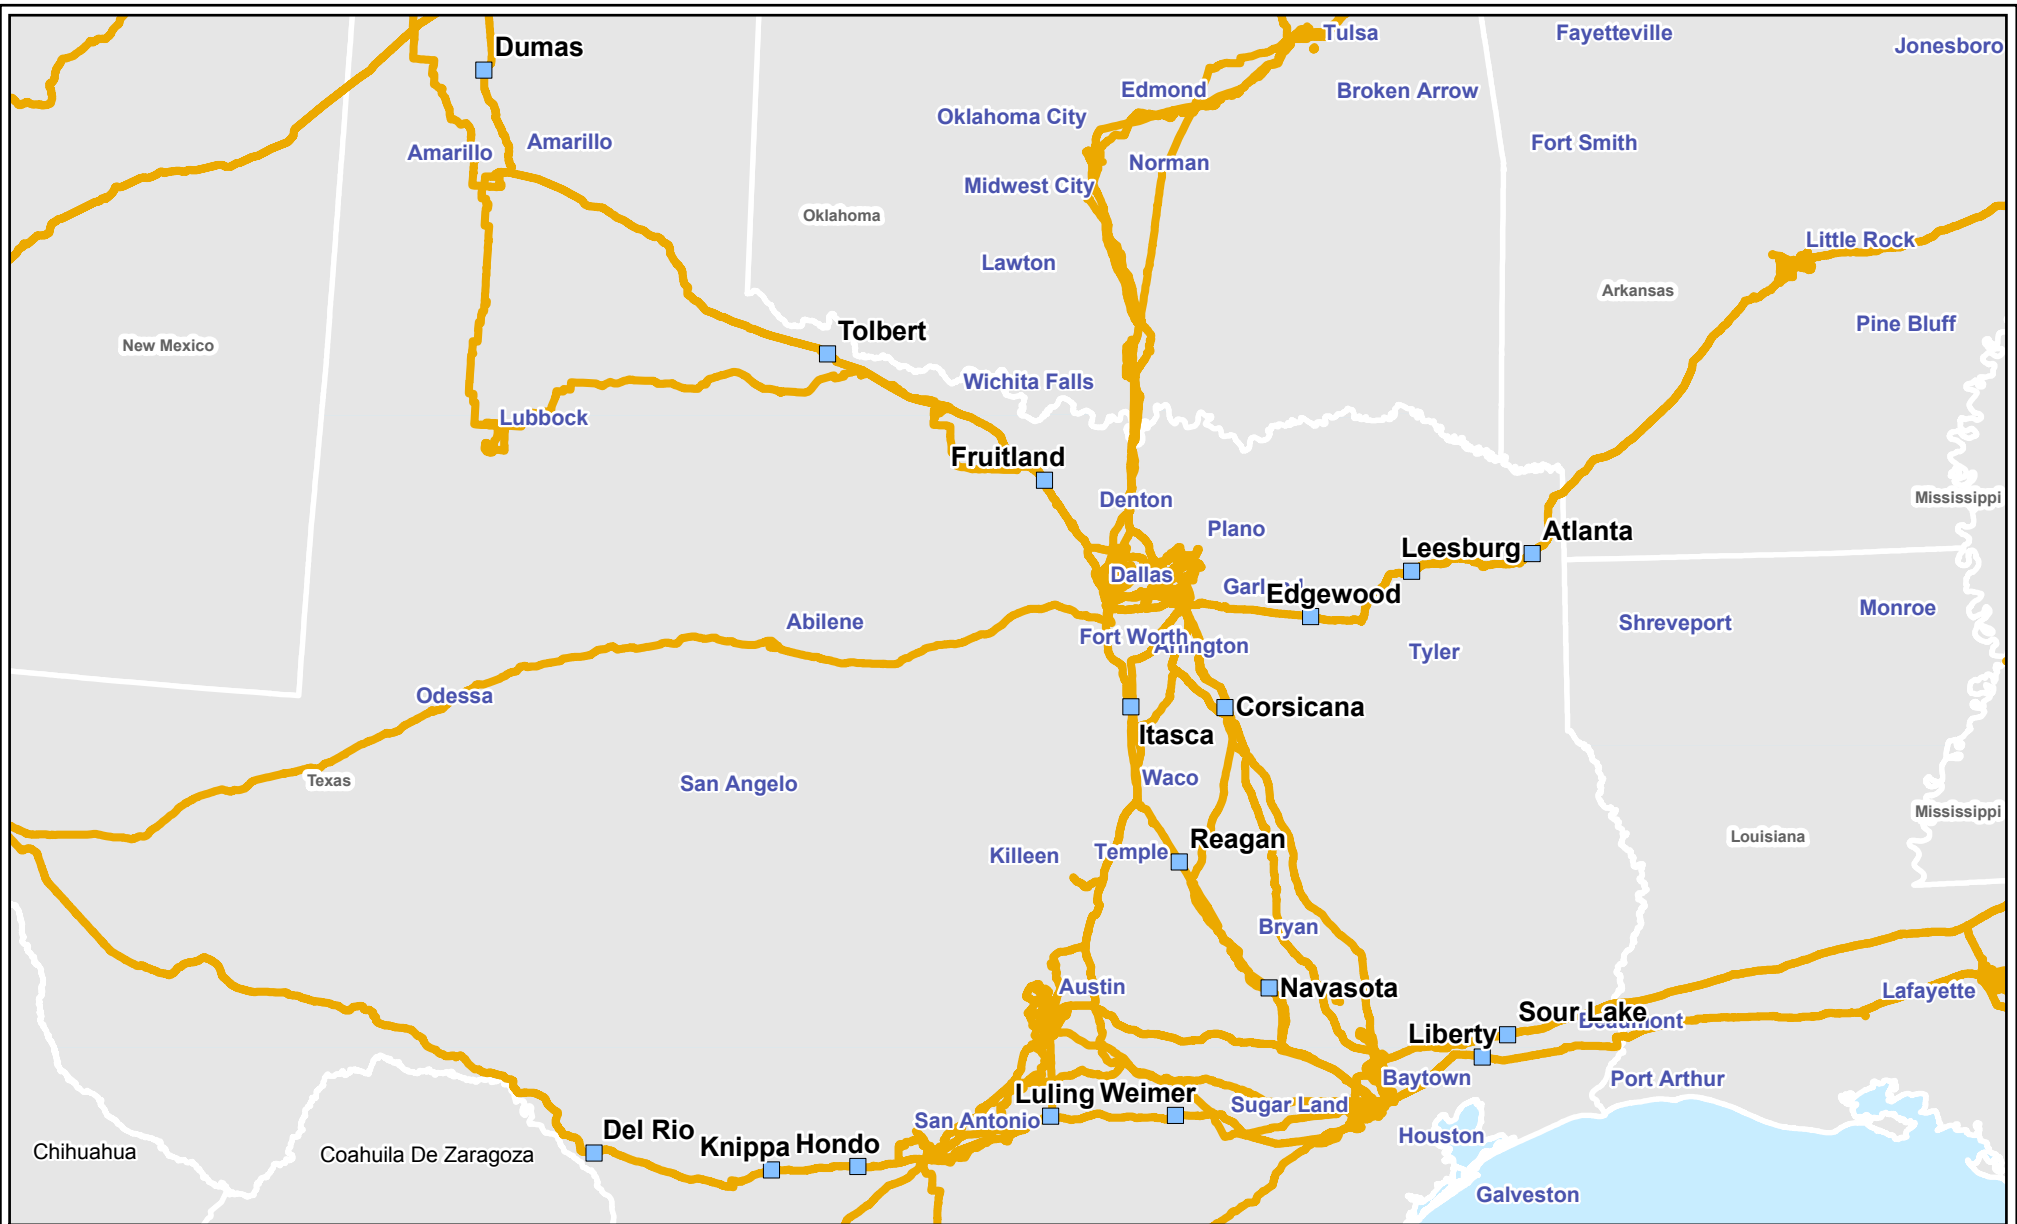 Tulsa
Fayetteville
Jonesboro
Dumas
Edmond
Broken Arrow
Oklahoma City
Amarillo
Amarillo
Fort Smith
Norman
Midwest City
Oklahoma
Little Rock
Lawton
Arkansas
Pine Bluff
Tolbert
New Mexico
Wichita Falls
Lubbock
Fruitland
Denton
Mississippi
Plano
Atlanta
Leesburg
Dallas
Edgewood
Abilene
Shreveport
Monroe
Fort Worth
Arlington
Tyler
Odessa
Corsicana
Itasca
Texas
San Angelo
Waco
Mississippi
Reagan
Louisiana
Killeen
Temple
Bryan
Austin
Navasota
Lafayette
Sour Lake
Beaumont
Liberty
Baytown
Port Arthur
Luling
Weimer
Sugar Land
San Antonio
Houston
Del Rio
Knippa
Hondo
Chihuahua
Coahuila De Zaragoza
Galveston